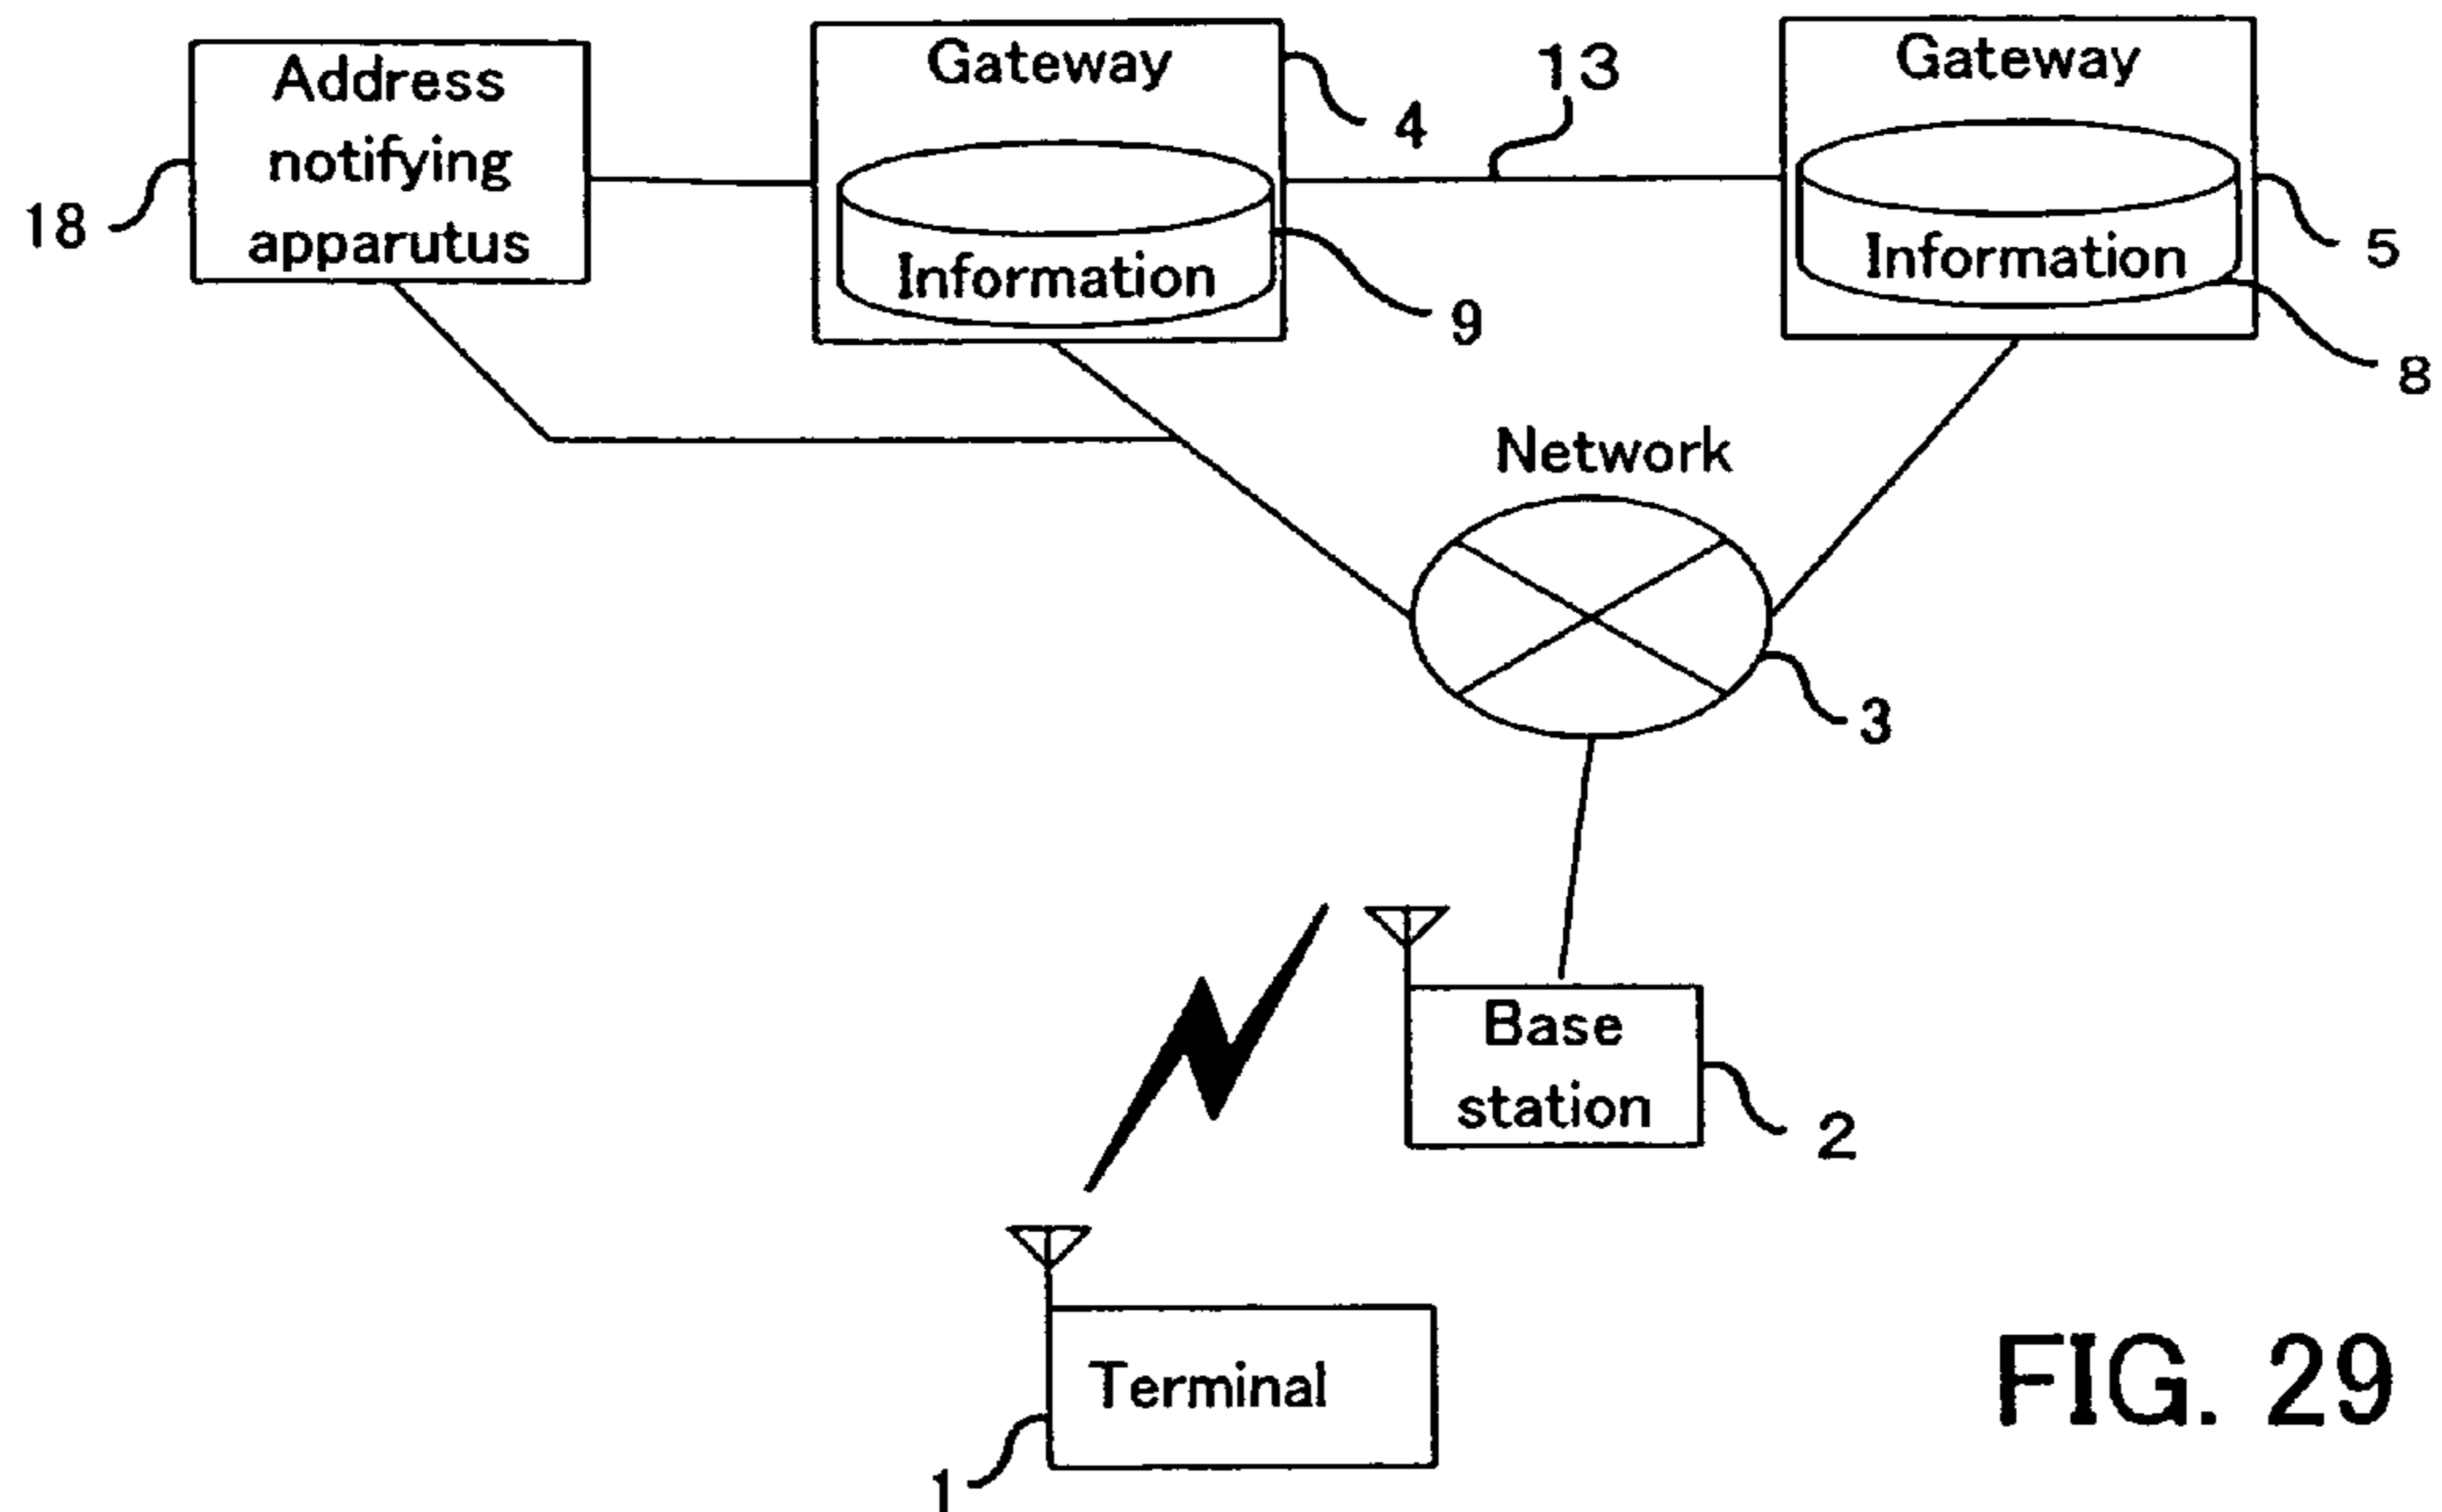 Address
notifying
apparutus
18
Gateway
Information
4
9
13
Gateway
Information
5
8
Network
3
Base
station
2
Terminal
1
FIG. 29